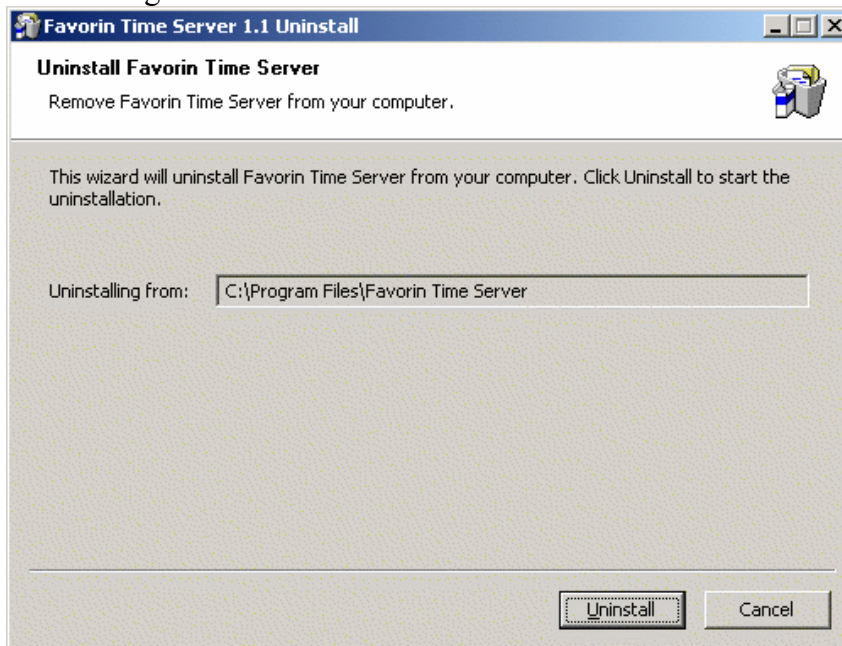 Favorin Time Server 1.1 Uninstall
Uninstall Favorin Time Server
Remove Favorin Time Server from your computer.
This wizard will uninstall Favorin Time Server from your computer. Click Uninstall to start the
uninstallation.
Uninstalling from: C:\Program Files\Favorin Time Server
Uninstall Cancel